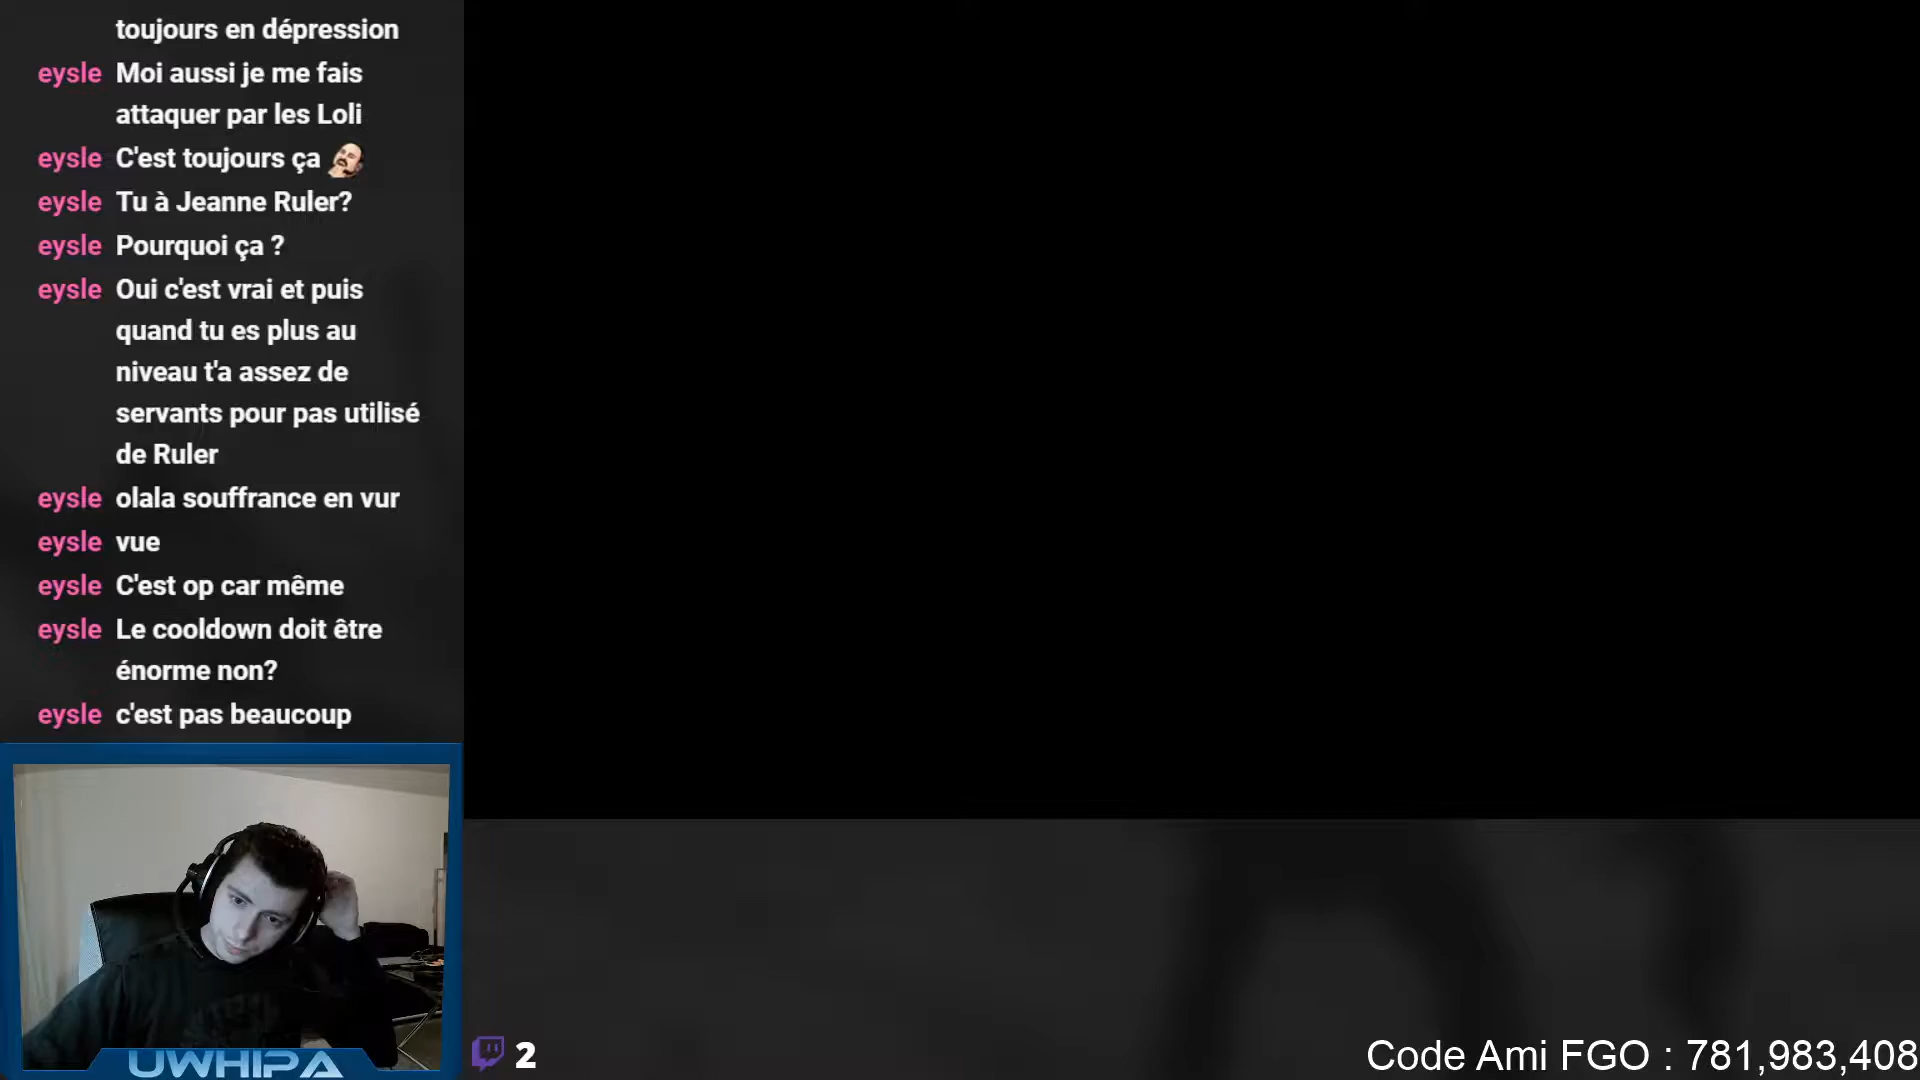 toujours en dépression
eysle Moi aussi je me fais
attaquer par les Loli
eysle C'est toujours ça
eysle Tu à Jeanne Ruler?
eysle Pourquoi ça ?
eysle Oui c'est vrai et puis
quand tu es plus au
niveau t'a assez de
servants pour pas utilisé
de Ruler
eysle olala souffrance en vur
eysle vue
eysle C'est op car même
eysle Le cooldown doit être
énorme non?
eysle c'est pas beaucoup
UWHIPA
2
Code Ami FGO : 781,983,408